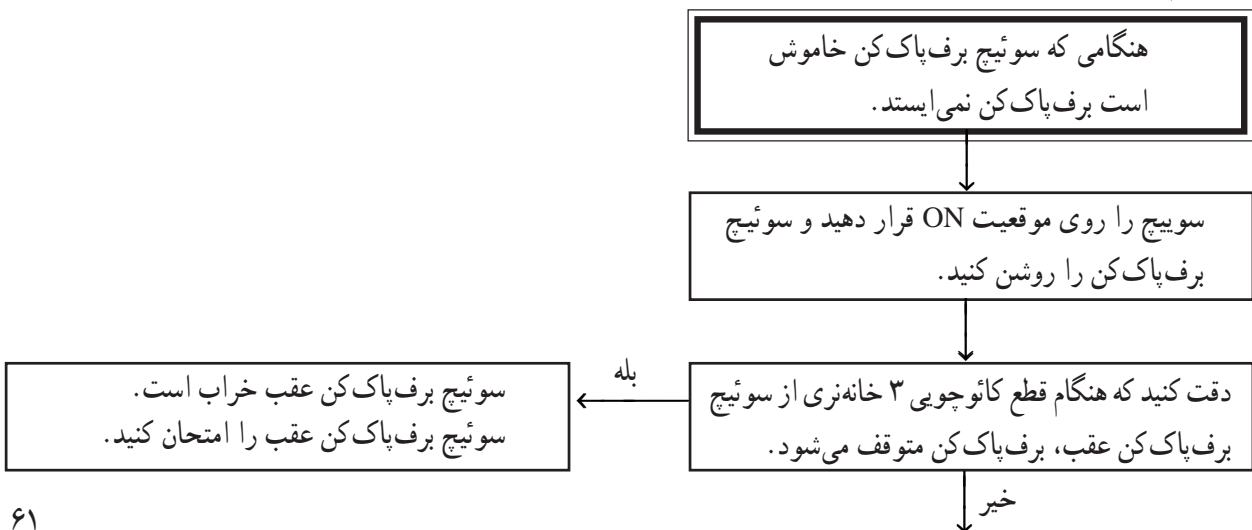 هنگامی که سوئیچ برف‌پاک‌کن خاموش
است برف‌پاک‌کن نمی‌ایستد.
سوییچ را روی موقعیت ON قرار دهید و سوئیچ
برف‌پاک‌کن را روشن کنید.
دقت کنید که هنگام قطع کائوچویی ۳ خانه‌نری از سوئیچ
برف‌پاک‌کن عقب، برف‌پاک‌کن متوقف می‌شود.
بله
سوئیچ برف‌پاک‌کن عقب خراب است.
سوئیچ برف‌پاک‌کن عقب را امتحان کنید.
خیر
۶۱